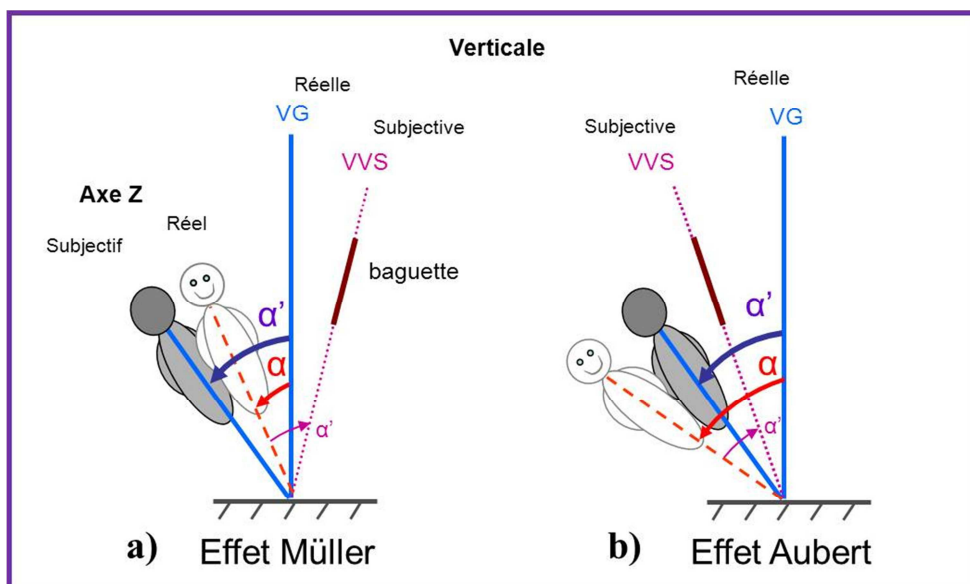 Verticale
Réelle
VG
Subjective
VVS
Axe Z
Réel
Subjectif
baguette
α'
α
α'
a) Effet Müller
Réelle
VG
Subjective
VVS
α'
α
α'
b) Effet Aubert